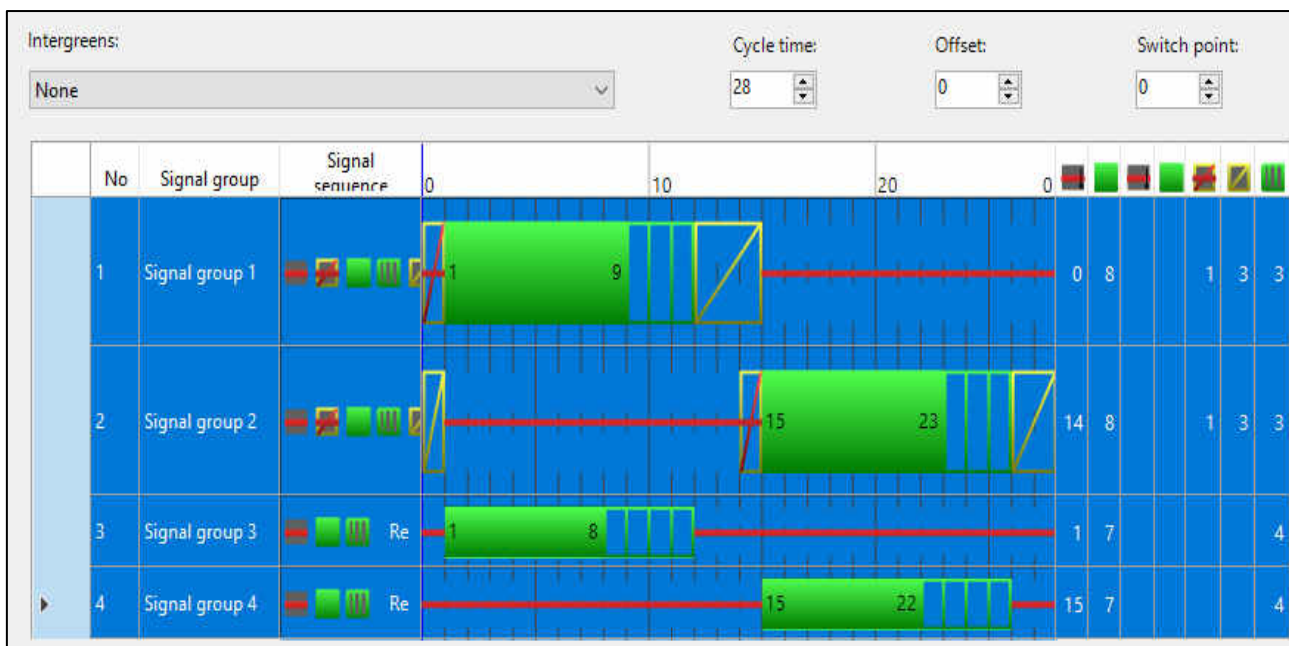 Intergreens: Cycle time: Offset: Switch point:
None 28 0 0
No Signal group Signal sequence 0 10 20 0
1 Signal group 1 1 9 0 8 1 3 3
2 Signal group 2 15 23 14 8 1 3 3
3 Signal group 3 Re 1 8 1 7 4
4 Signal group 4 Re 15 22 15 7 4